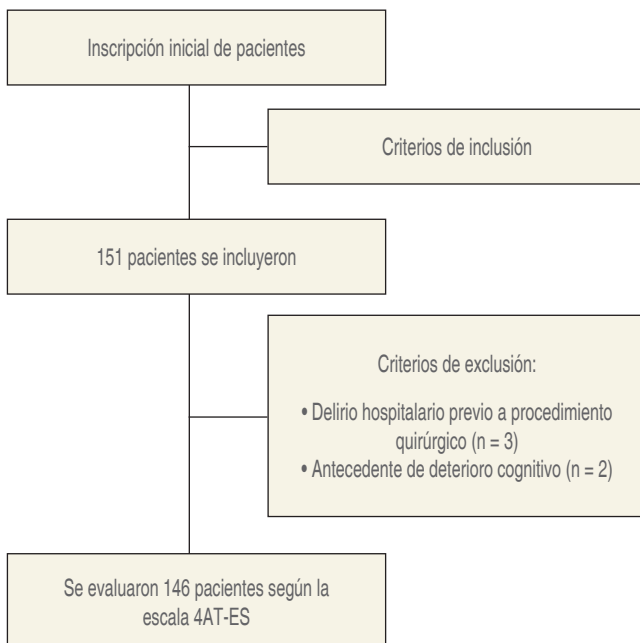 Inscripción inicial de pacientes
Criterios de inclusión
151 pacientes se incluyeron
Criterios de exclusión:
• Delirio hospitalario previo a procedimiento
quirúrgico (n = 3)
• Antecedente de deterioro cognitivo (n = 2)
Se evaluaron 146 pacientes según la
escala 4AT-ES